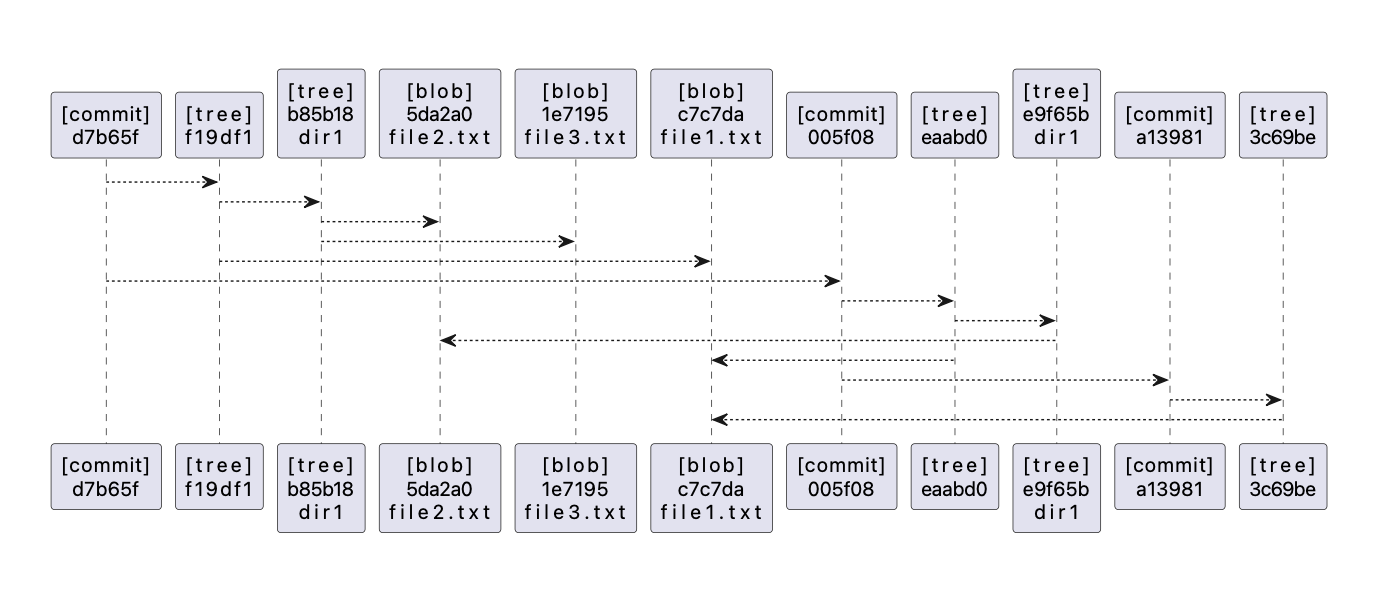 [commit]
d7b65f
[tree]
f19df1
[tree]
b85b18
dir1
[blob]
5da2a0
file2.txt
[blob]
1e7195
file3.txt
[blob]
c7c7da
file1.txt
[commit]
005f08
[tree]
eaabd0
[tree]
e9f65b
dir1
[commit]
a13981
[tree]
3c69be
[commit]
d7b65f
[tree]
f19df1
[tree]
b85b18
dir1
[blob]
5da2a0
file2.txt
[blob]
1e7195
file3.txt
[blob]
c7c7da
file1.txt
[commit]
005f08
[tree]
eaabd0
[tree]
e9f65b
dir1
[commit]
a13981
[tree]
3c69be